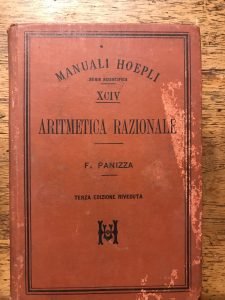 MANUALI HOEPLI
SERIE SCIENTIFICA
XCIV
ARITMETICA RAZIONALE
F. PANIZZA
TERZA EDIZIONE RIVEDUTA